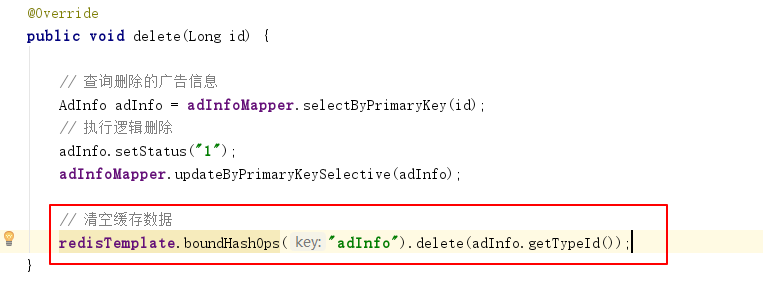 @Override
public void delete(Long id) {
// 查询删除的广告信息
AdInfo adInfo = adInfoMapper.selectByPrimaryKey(id);
// 执行逻辑删除
adInfo.setStatus("1");
adInfoMapper.updateByPrimaryKeySelective(adInfo);
// 清空缓存数据
redisTemplate.boundHashOps( key: "adInfo").delete(adInfo.getTypeId());
}